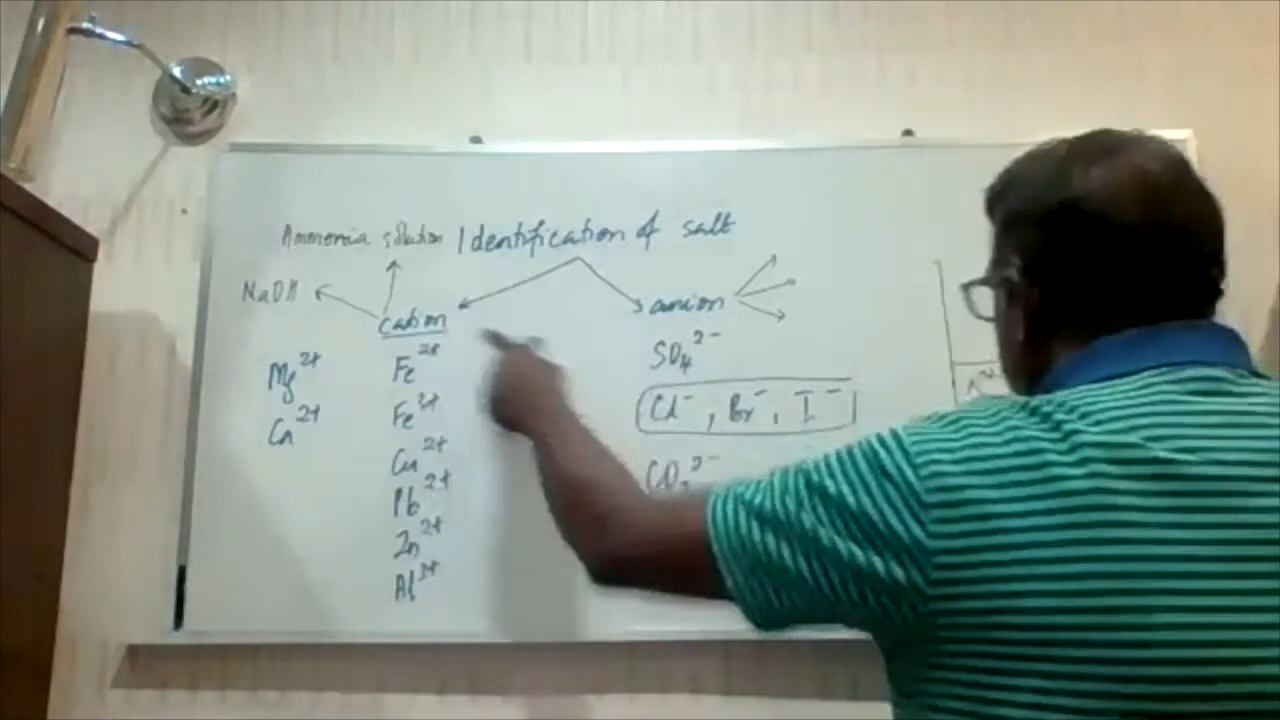 Ammonia solution Identification of salt
NaOH
cation
anion
Mg²⁺
Ca²⁺
Fe²⁺
Fe³⁺
Cu²⁺
Pb²⁺
Zn²⁺
Al³⁺
SO₄²⁻
Cl⁻, Br⁻, I⁻
CO₃²⁻